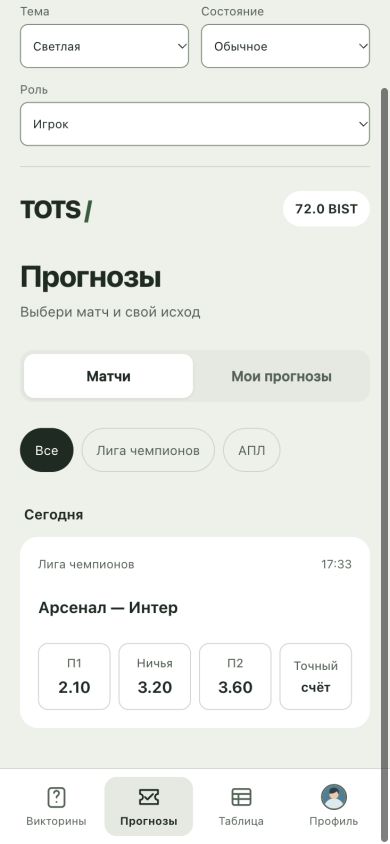 Тема Состояние
Светлая Обычное
Роль
Игрок
TOTS/ 72.0 BIST
Прогнозы
Выбери матч и свой исход
Матчи Мои прогнозы
Все Лига чемпионов АПЛ
Сегодня
Лига чемпионов 17:33
Арсенал — Интер
П1 Ничья П2 Точный
2.10 3.20 3.60 счёт
Викторины Прогнозы Таблица Профиль